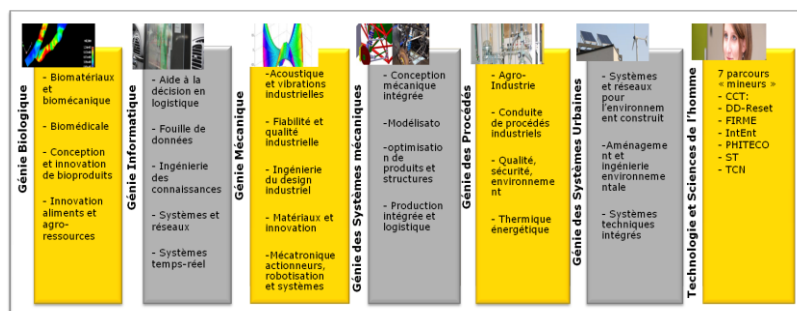 Génie Biologique
- Biomatériaux
et
biomécanique
- Biomédicale
- Conception
et innovation
de bioproduits
- Innovation
aliments et
agro-
ressources
Génie Informatique
- Aide à la
décision en
logistique
- Fouille de
données
- Ingénierie
des
connaissances
- Systèmes et
réseaux
- Systèmes
temps-réel
Génie Mécanique
-Acoustique
et vibrations
industrielles
- Fiabilité et
qualité
industrielle
- Ingénierie
du design
industriel
- Matériaux et
innovation
-Mécatronique
actionneurs,
robotisation
et systèmes
Génie des Systèmes mécaniques
- Conception
mécanique
intégrée
-Modélisato
-optimisatio
n de
produits et
structures
- Production
intégrée et
logistique
Génie des Procédés
- Agro-
Industrie
- Conduite
de procédés
industriels
- Qualité,
sécurité,
environneme
nt
- Thermique
énergétique
Génie des Systèmes Urbaines
- Systèmes
et réseaux
pour
l'environnem
ent construit
-Aménageme
nt et
ingénierie
environneme
ntale
- Systèmes
techniques
intégrés
Technologie et Sciences de l'homme
7 parcours
« mineurs »
- CCT:
- DD-Reset
- FIRME
- IntEnt
- PHITECO
- ST
- TCN